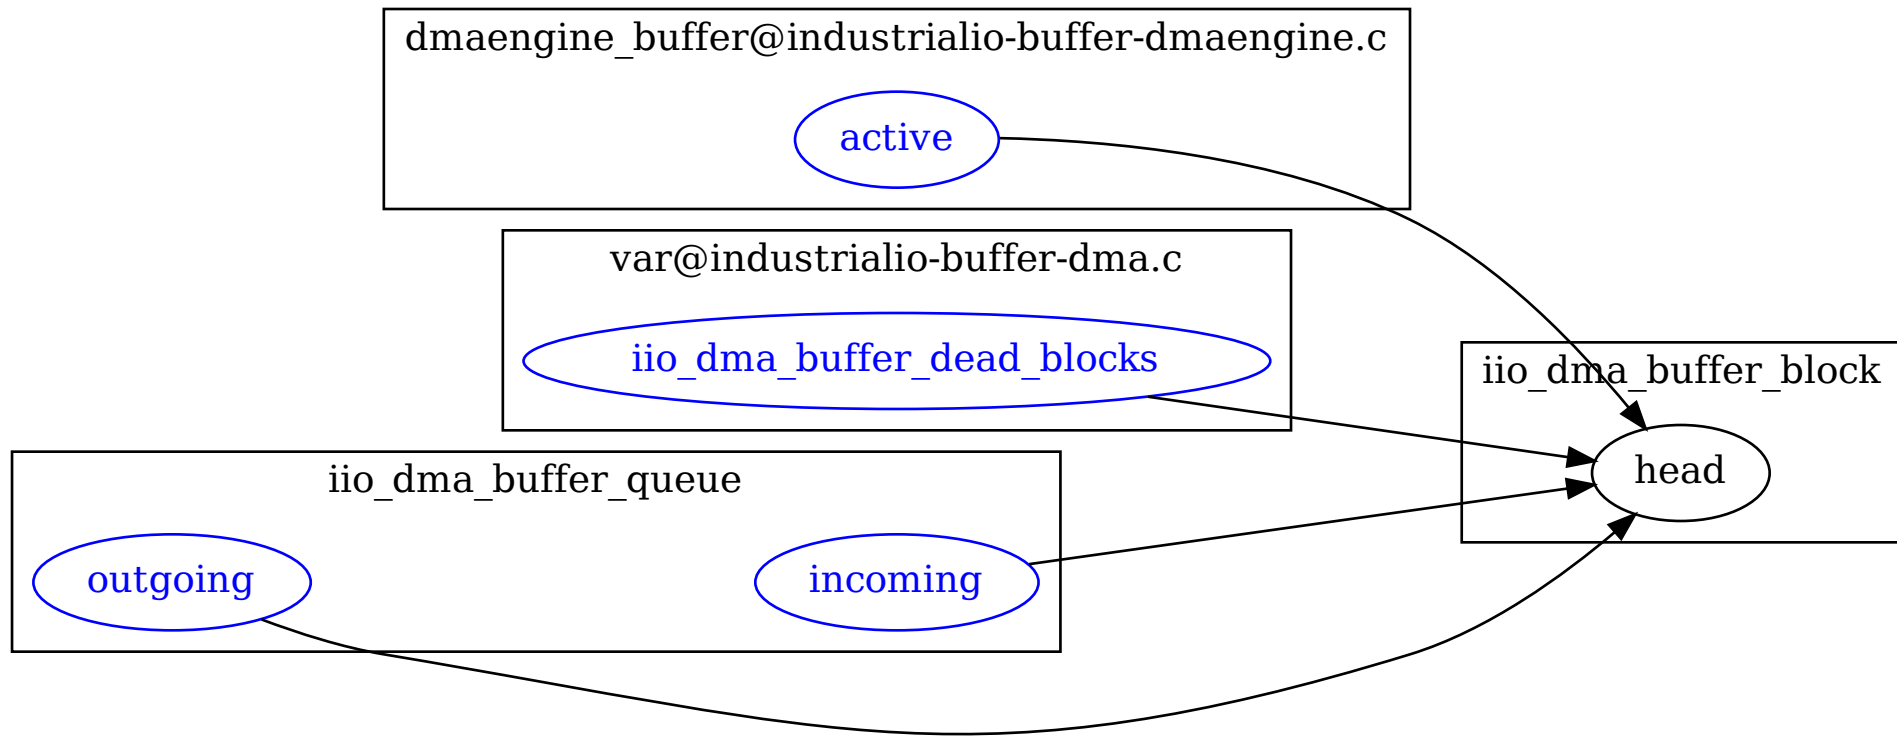 dmaengine_buffer@industrialio-buffer-dmaengine.c
active
var@industrialio-buffer-dma.c
iio_dma_buffer_dead_blocks
iio_dma_buffer_block
head
iio_dma_buffer_queue
outgoing
incoming